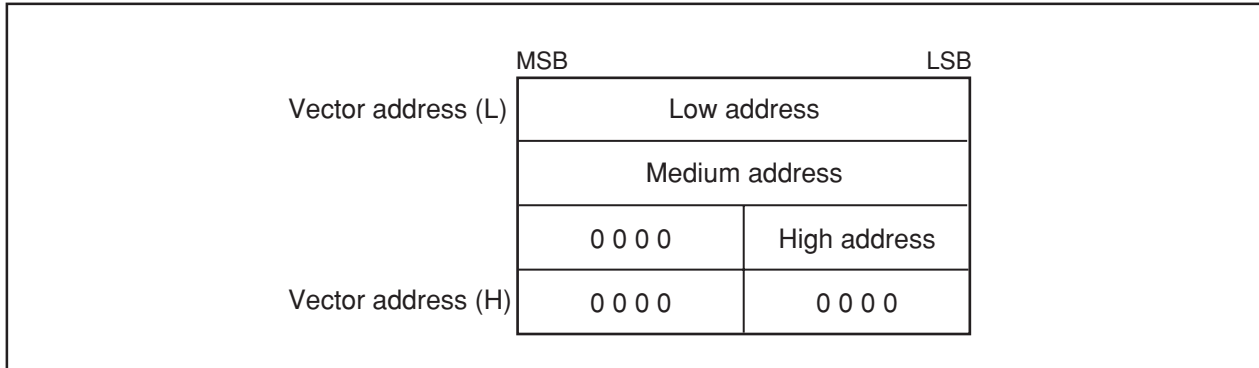 MSB LSB
Vector address (L) Low address
Medium address
0 0 0 0 High address
Vector address (H) 0 0 0 0 0 0 0 0